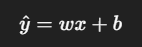 ŷ = wx + b